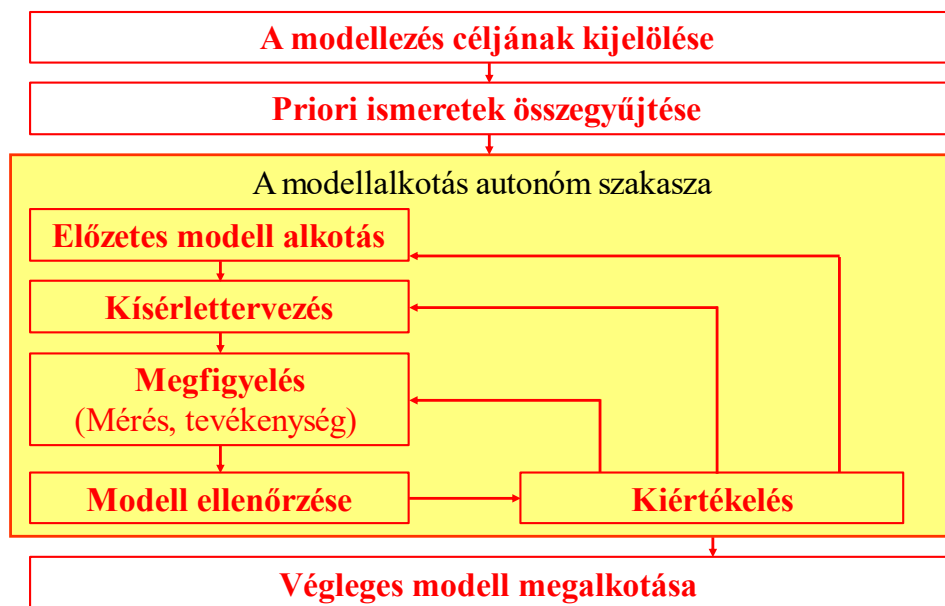 A modellezés céljának kijelölése
Priori ismeretek összegyűjtése
A modellalkotás autonóm szakasza
Előzetes modell alkotás
Kísérlettervezés
Megfigyelés
(Mérés, tevékenység)
Modell ellenőrzése
Kiértékelés
Végleges modell megalkotása